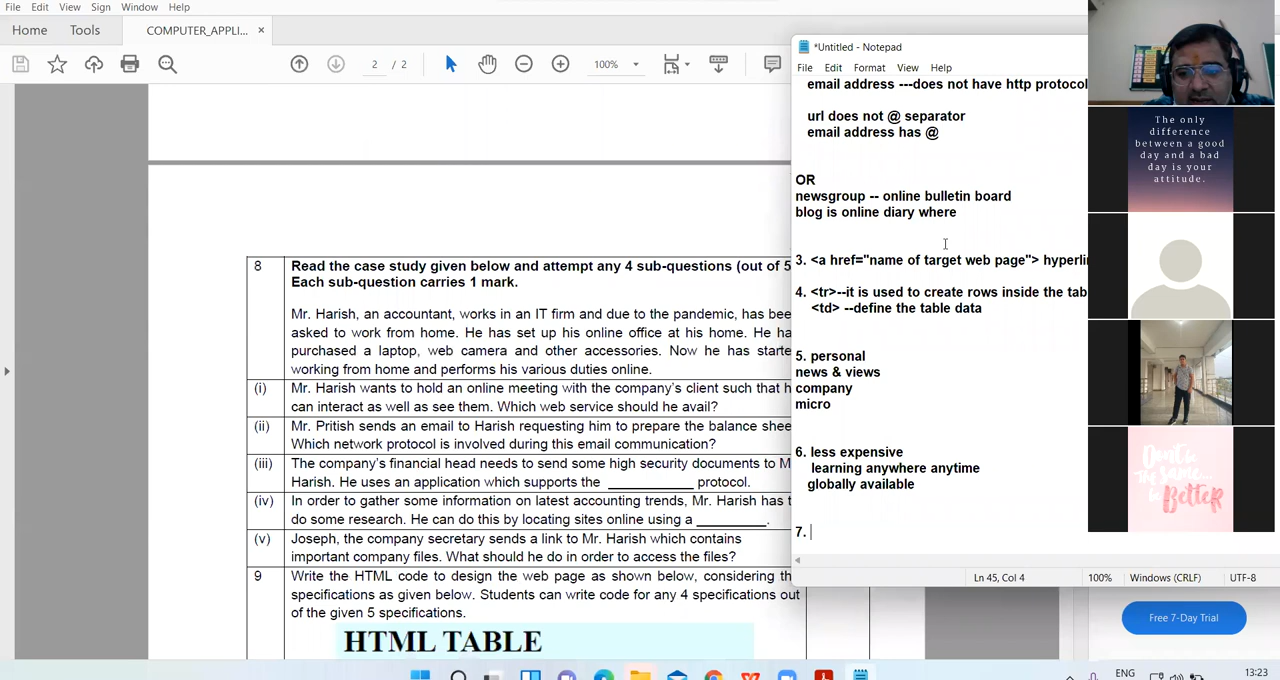 File Edit View Sign Window Help
Home Tools COMPUTER_APPLI... ×
2 / 2 100%
8 Read the case study given below and attempt any 4 sub-questions (out of 5
Each sub-question carries 1 mark.
Mr. Harish, an accountant, works in an IT firm and due to the pandemic, has bee
asked to work from home. He has set up his online office at his home. He ha
purchased a laptop, web camera and other accessories. Now he has starte
working from home and performs his various duties online.
(i) Mr. Harish wants to hold an online meeting with the company's client such that h
can interact as well as see them. Which web service should he avail?
(ii) Mr. Pritish sends an email to Harish requesting him to prepare the balance shee
Which network protocol is involved during this email communication?
(iii) The company's financial head needs to send some high security documents to M
Harish. He uses an application which supports the __________ protocol.
(iv) In order to gather some information on latest accounting trends, Mr. Harish has t
do some research. He can do this by locating sites online using a ________.
(v) Joseph, the company secretary sends a link to Mr. Harish which contains
important company files. What should he do in order to access the files?
9 Write the HTML code to design the web page as shown below, considering th
specifications as given below. Students can write code for any 4 specifications out
of the given 5 specifications.
HTML TABLE
*Untitled - Notepad
File Edit Format View Help
email address ---does not have http protocol
url does not @ separator
email address has @
OR
newsgroup -- online bulletin board
blog is online diary where
3. <a href="name of target web page"> hyperlin
4. <tr>--it is used to create rows inside the tab
<td> --define the table data
5. personal
news & views
company
micro
6. less expensive
learning anywhere anytime
globally available
7.
Ln 45, Col 4 100% Windows (CRLF) UTF-8
The only
difference
between a good
day and a bad
day is your
attitude.
Don't be
the same...
be
Better
Free 7-Day Trial
ENG
13:23